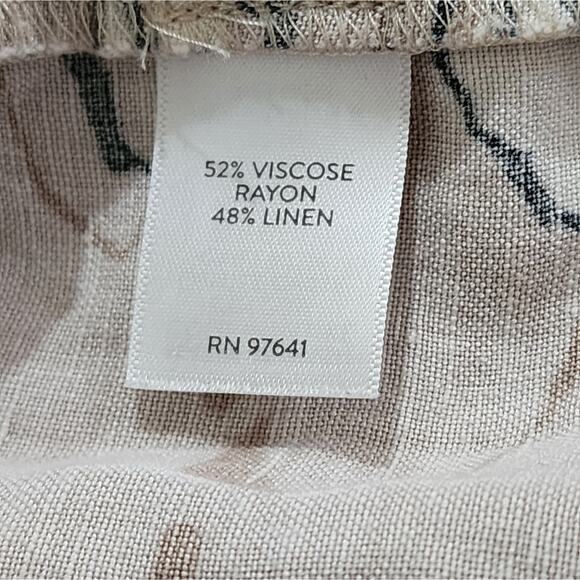 52% VISCOSE
RAYON
48% LINEN
RN 97641